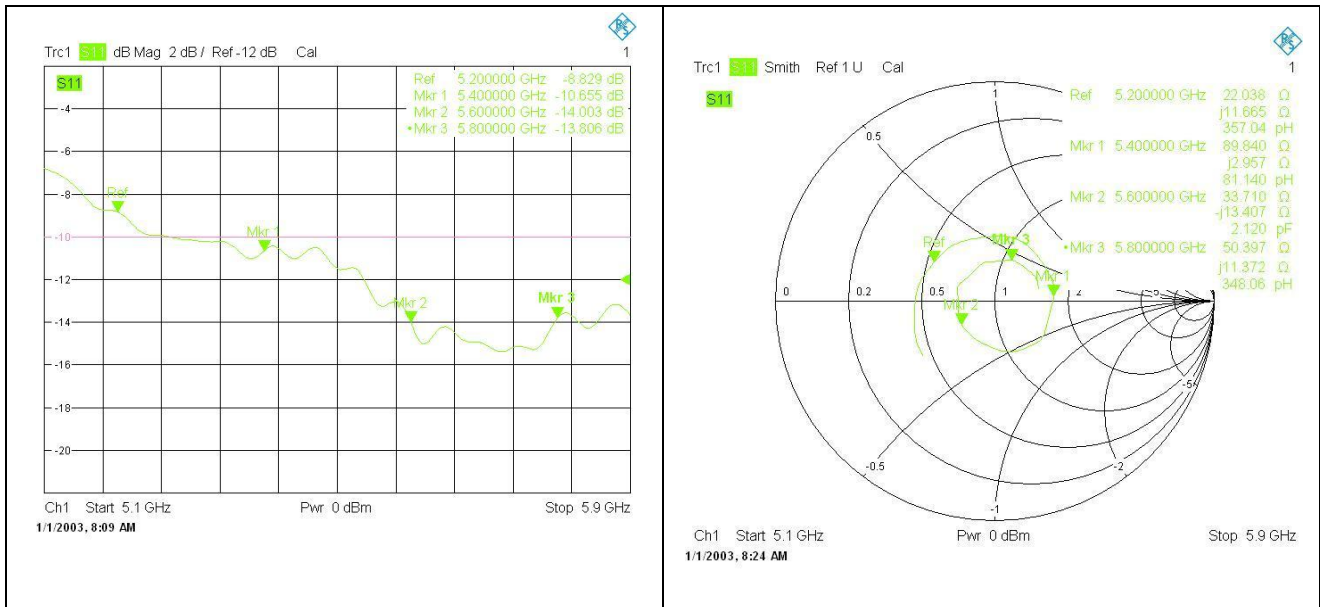 Trc1 S11 dB Mag 2 dB / Ref -12 dB Cal 1
S11
Ref 5.200000 GHz -8.829 dB
Mkr 1 5.400000 GHz -10.655 dB
Mkr 2 5.600000 GHz -14.003 dB
•Mkr 3 5.800000 GHz -13.806 dB
-4
-6
-8
Ref
-10
Mkr 1
-12
Mkr 2
Mkr 3
-14
-16
-18
-20
Ch1 Start 5.1 GHz Pwr 0 dBm Stop 5.9 GHz
1/1/2003, 8:09 AM
Trc1 S11 Smith Ref 1 U Cal 1
S11
Ref 5.200000 GHz 22.038 Ω
j11.665 Ω
357.04 pH
Mkr 1 5.400000 GHz 89.840 Ω
j2.957 Ω
81.140 pH
Mkr 2 5.600000 GHz 33.710 Ω
-j13.407 Ω
2.120 pF
•Mkr 3 5.800000 GHz 50.397 Ω
j11.372 Ω
348.06 pH
1
0.5
Ref
Mkr 3
Mkr 1
0 0.2 0.5 1 2 5
Mkr 2
-5
-0.5
-2
-1
Ch1 Start 5.1 GHz Pwr 0 dBm Stop 5.9 GHz
1/1/2003, 8:24 AM